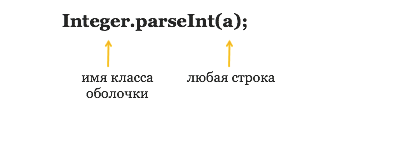 Integer.parseInt(a);
имя класса оболочки
любая строка